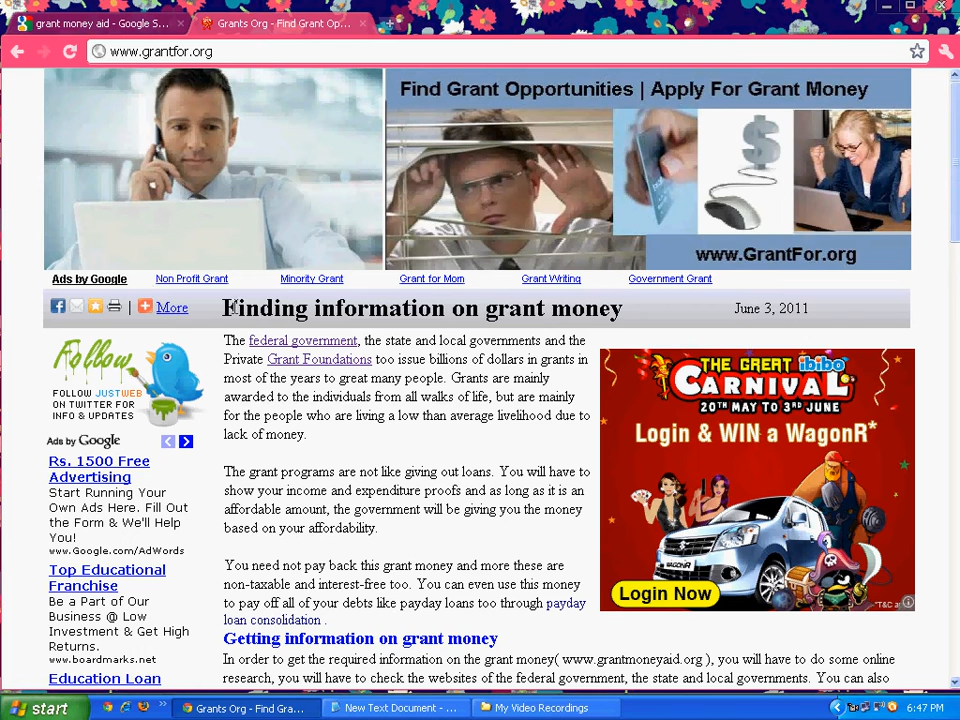 grant money aid - Google S...
Grants Org - Find Grant Op...
www.grantfor.org
Find Grant Opportunities | Apply For Grant Money
www.GrantFor.org
Ads by Google
Non Profit Grant
Minority Grant
Grant for Mom
Grant Writing
Government Grant
| More
Finding information on grant money
June 3, 2011
The federal government, the state and local governments and the
Private Grant Foundations too issue billions of dollars in grants in
most of the years to great many people. Grants are mainly
awarded to the individuals from all walks of life, but are mainly
for the people who are living a low than average livelihood due to
lack of money.
The grant programs are not like giving out loans. You will have to
show your income and expenditure proofs and as long as it is an
affordable amount, the government will be giving you the money
based on your affordability.
You need not pay back this grant money and more these are
non-taxable and interest-free too. You can even use this money
to pay off all of your debts like payday loans too through payday
loan consolidation .
Getting information on grant money
In order to get the required information on the grant money( www.grantmoneyaid.org ), you will have to do some online
research, you will have to check the websites of the federal government, the state and local governments. You can also
Follow
FOLLOW JUSTWEB
ON TWITTER FOR
INFO & UPDATES
Ads by Google
Rs. 1500 Free
Advertising
Start Running Your
Own Ads Here. Fill Out
the Form & We'll Help
You!
www.Google.com/AdWords
Top Educational
Franchise
Be a Part of Our
Business @ Low
Investment & Get High
Returns.
www.boardmarks.net
Education Loan
THE GREAT ibibo
CARNIVAL
20TH MAY TO 3RD JUNE
Login & WIN a WagonR*
WAGONR
Login Now
*T&C a
start
Grants Org - Find Gra...
New Text Document - ...
My Video Recordings
6:47 PM